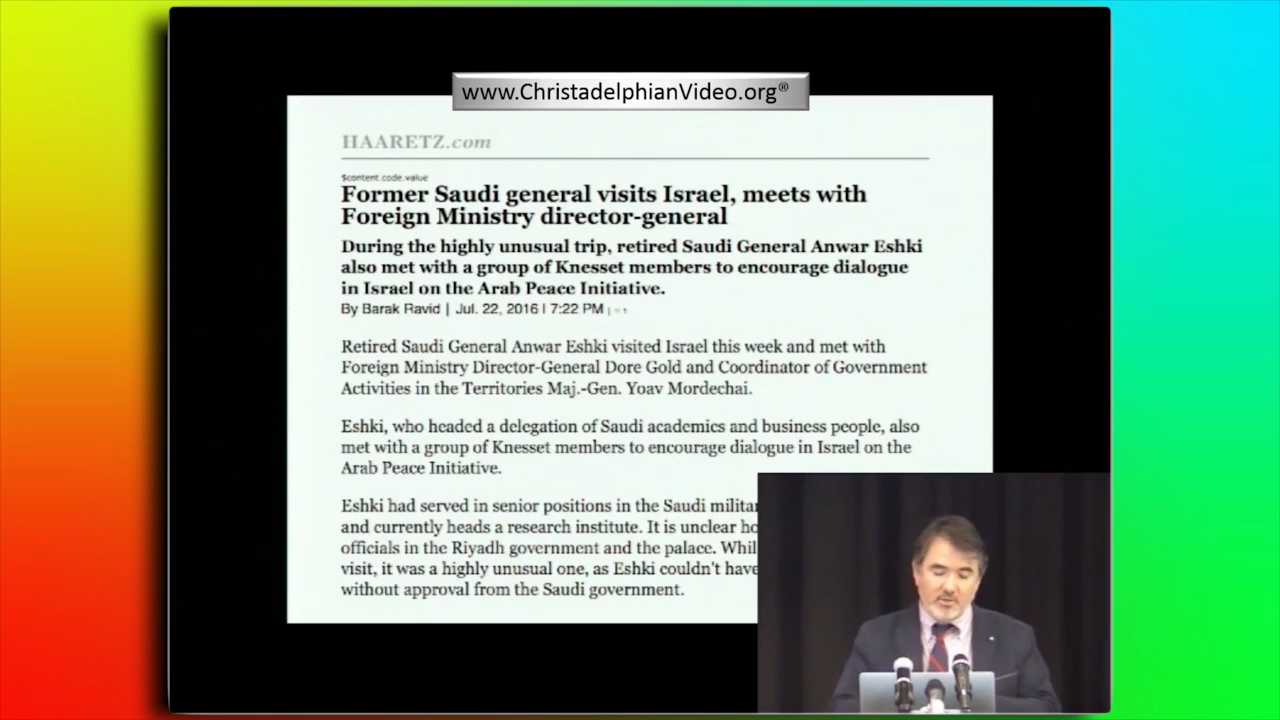 www.ChristadelphianVideo.org®
HAARETZ.com
$content.code.value
Former Saudi general visits Israel, meets with
Foreign Ministry director-general
During the highly unusual trip, retired Saudi General Anwar Eshki
also met with a group of Knesset members to encourage dialogue
in Israel on the Arab Peace Initiative.
By Barak Ravid | Jul. 22, 2016 | 7:22 PM |
Retired Saudi General Anwar Eshki visited Israel this week and met with
Foreign Ministry Director-General Dore Gold and Coordinator of Government
Activities in the Territories Maj.-Gen. Yoav Mordechai.
Eshki, who headed a delegation of Saudi academics and business people, also
met with a group of Knesset members to encourage dialogue in Israel on the
Arab Peace Initiative.
Eshki had served in senior positions in the Saudi militar
and currently heads a research institute. It is unclear ho
officials in the Riyadh government and the palace. Whil
visit, it was a highly unusual one, as Eshki couldn't have
without approval from the Saudi government.